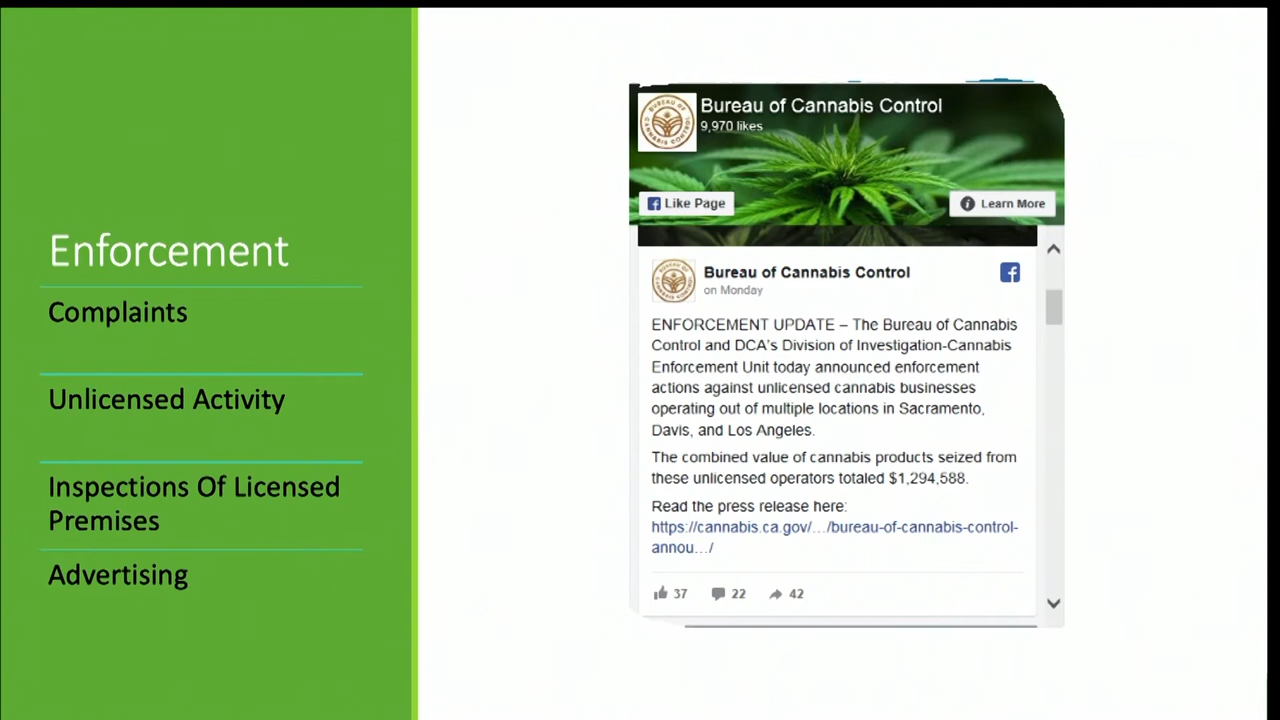 Enforcement
Complaints
Unlicensed Activity
Inspections Of Licensed
Premises
Advertising
BUREAU OF CANNABIS CONTROL
Bureau of Cannabis Control
9,970 likes
Like Page
Learn More
Bureau of Cannabis Control
on Monday
ENFORCEMENT UPDATE – The Bureau of Cannabis
Control and DCA's Division of Investigation-Cannabis
Enforcement Unit today announced enforcement
actions against unlicensed cannabis businesses
operating out of multiple locations in Sacramento,
Davis, and Los Angeles.
The combined value of cannabis products seized from
these unlicensed operators totaled $1,294,588.
Read the press release here:
https://cannabis.ca.gov/…/bureau-of-cannabis-control-
annou…/
37 22 42